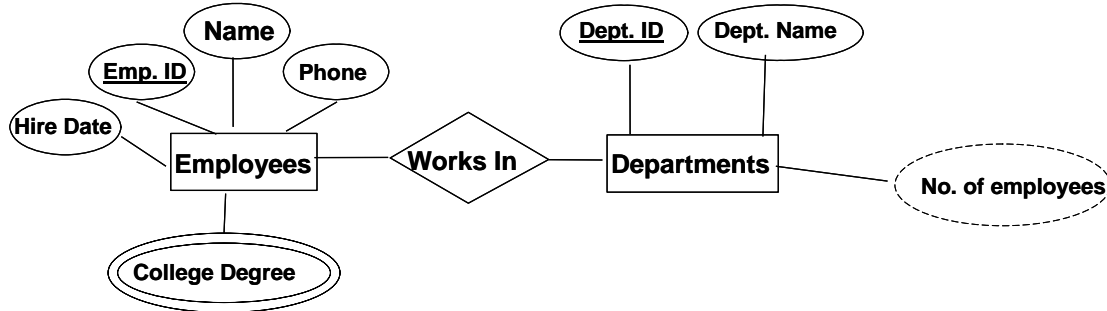 Name
Dept. ID
Dept. Name
Emp. ID
Phone
Hire Date
Employees
Works In
Departments
No. of employees
College Degree